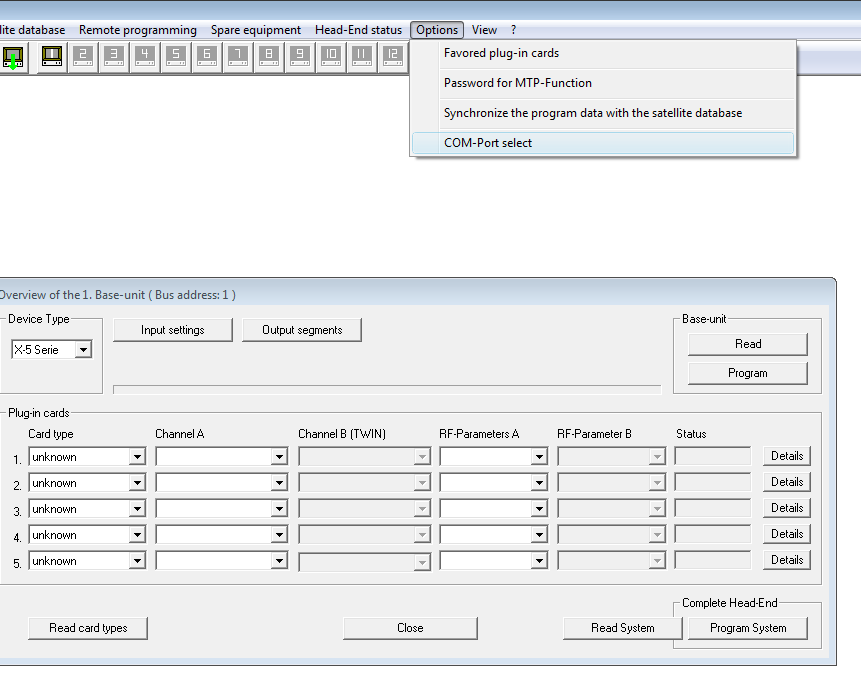 lite database Remote programming Spare equipment Head-End status Options View ?
1 2 3 4 5 6 7 8 9 10 11 12
Favored plug-in cards
Password for MTP-Function
Synchronize the program data with the satellite database
COM-Port select
Overview of the 1. Base-unit ( Bus address: 1 )
Device Type
X-5 Serie
Input settings Output segments
Base-unit
Read
Program
Plug-in cards
Card type Channel A Channel B (TWIN) RF-Parameters A RF-Parameter B Status
1. unknown Details
2. unknown Details
3. unknown Details
4. unknown Details
5. unknown Details
Complete Head-End
Read card types Close Read System Program System